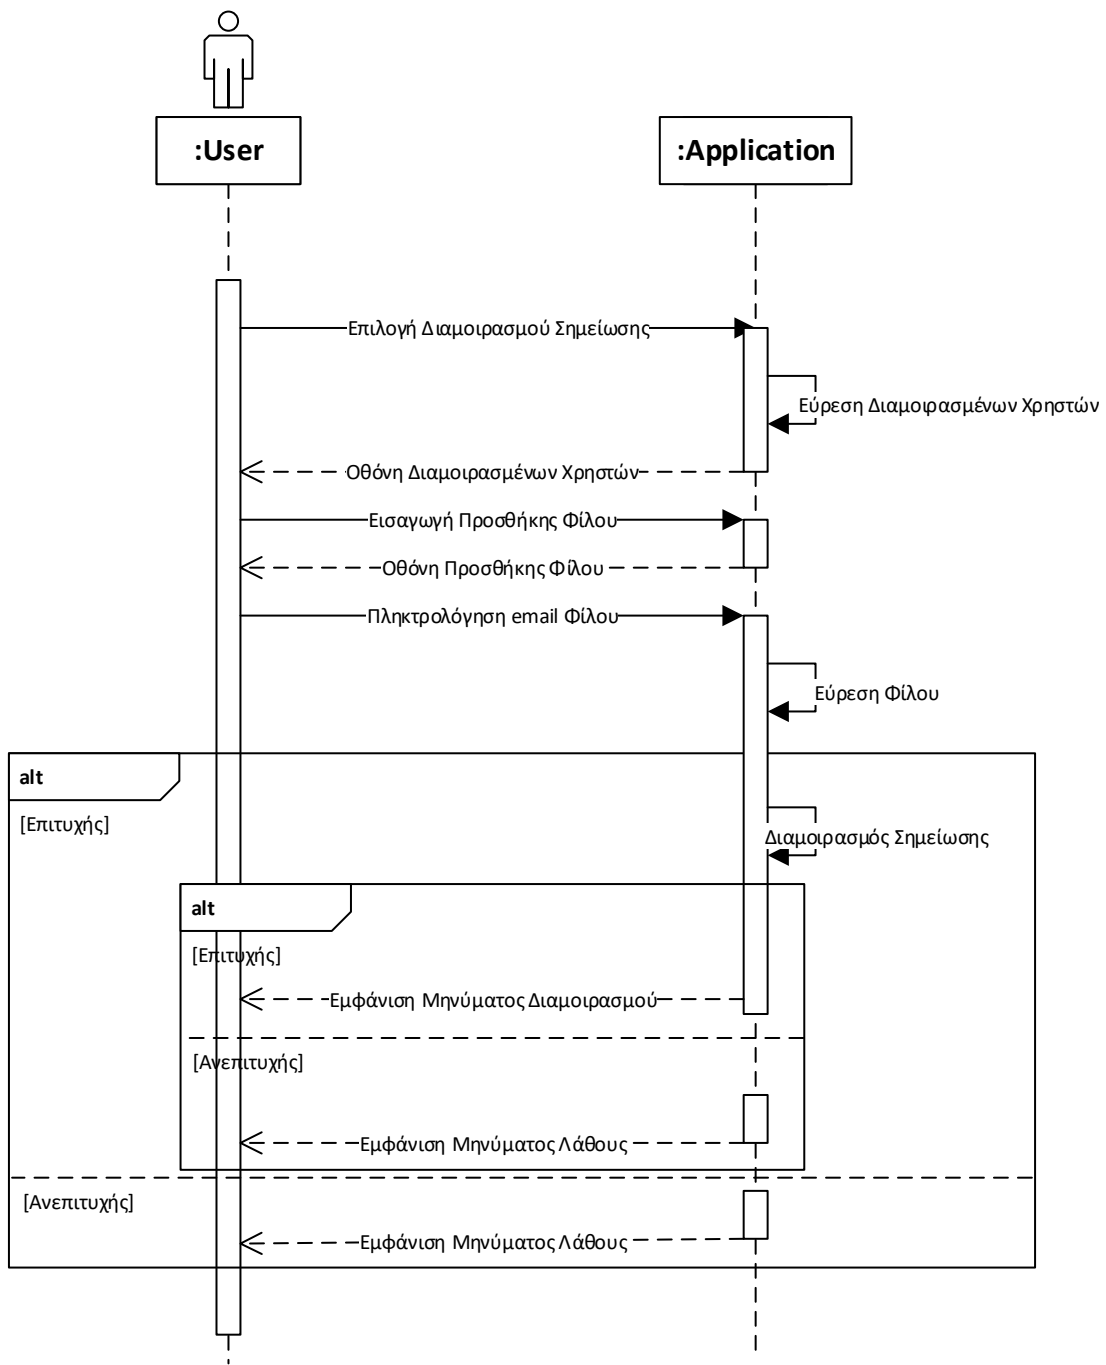 :User
:Application
Επιλογή Διαμοιρασμού Σημείωσης
Εύρεση Διαμοιρασμένων Χρηστών
Οθόνη Διαμοιρασμένων Χρηστών
Εισαγωγή Προσθήκης Φίλου
Οθόνη Προσθήκης Φίλου
Πληκτρολόγηση email Φίλου
Εύρεση Φίλου
alt
[Επιτυχής]
Διαμοιρασμός Σημείωσης
alt
[Επιτυχής]
Εμφάνιση Μηνύματος Διαμοιρασμού
[Ανεπιτυχής]
Εμφάνιση Μηνύματος Λάθους
[Ανεπιτυχής]
Εμφάνιση Μηνύματος Λάθους